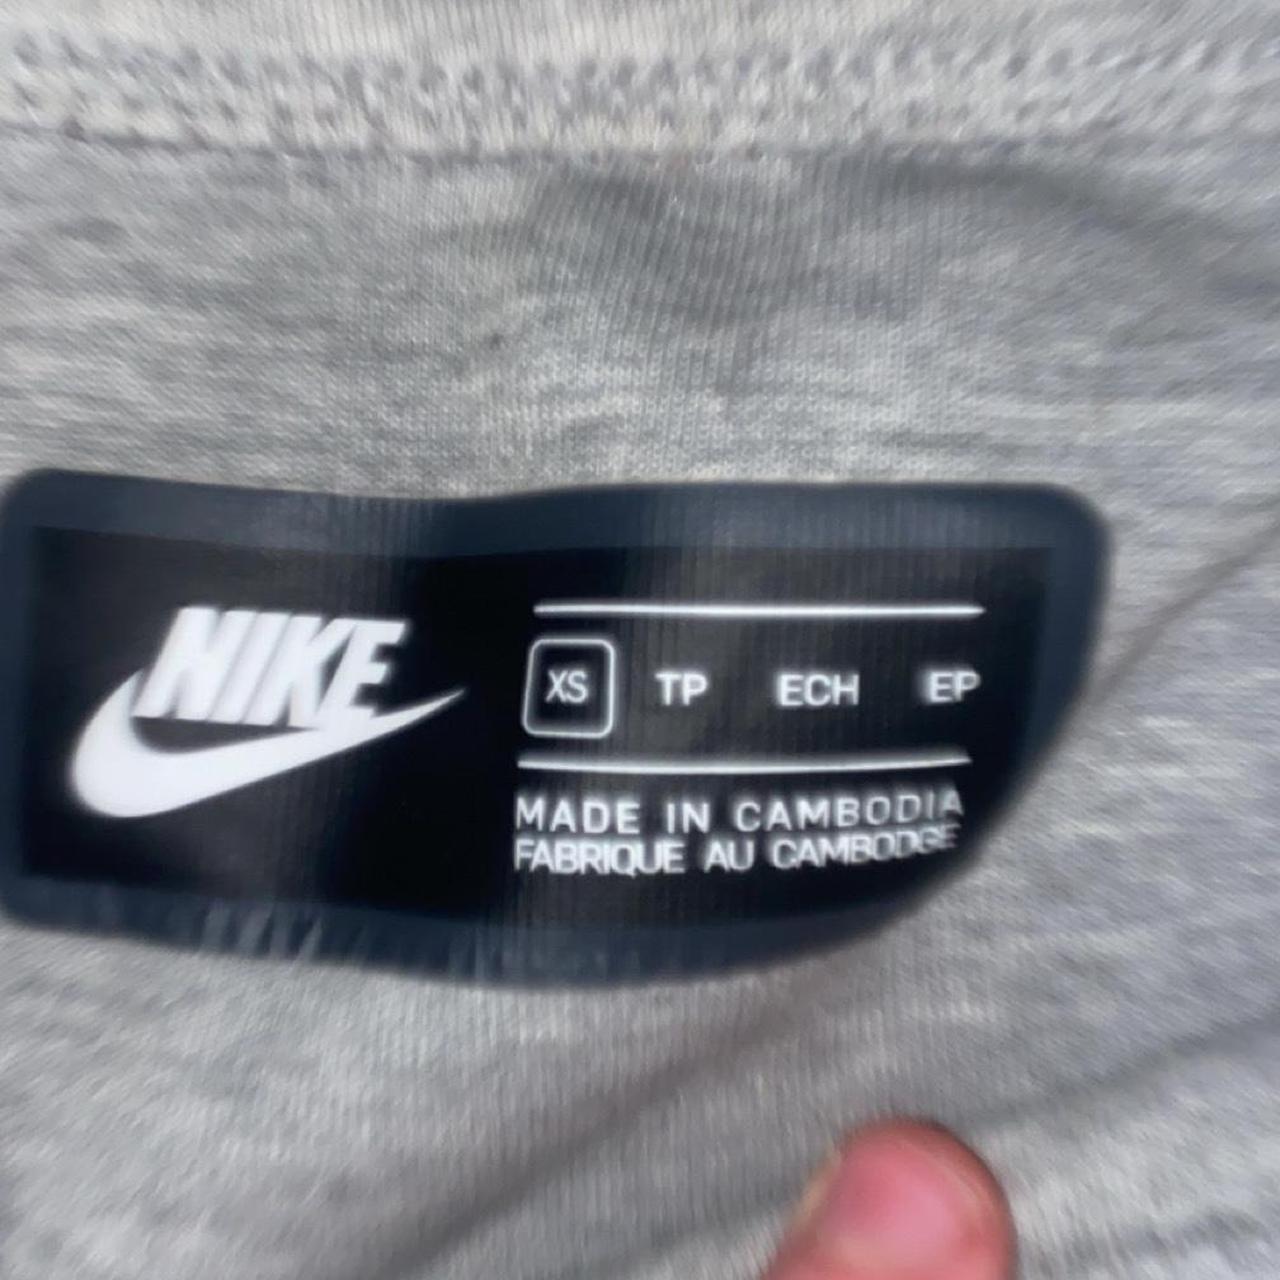 NIKE
XS TP ECH EP
MADE IN CAMBODIA
FABRIQUE AU CAMBODGE